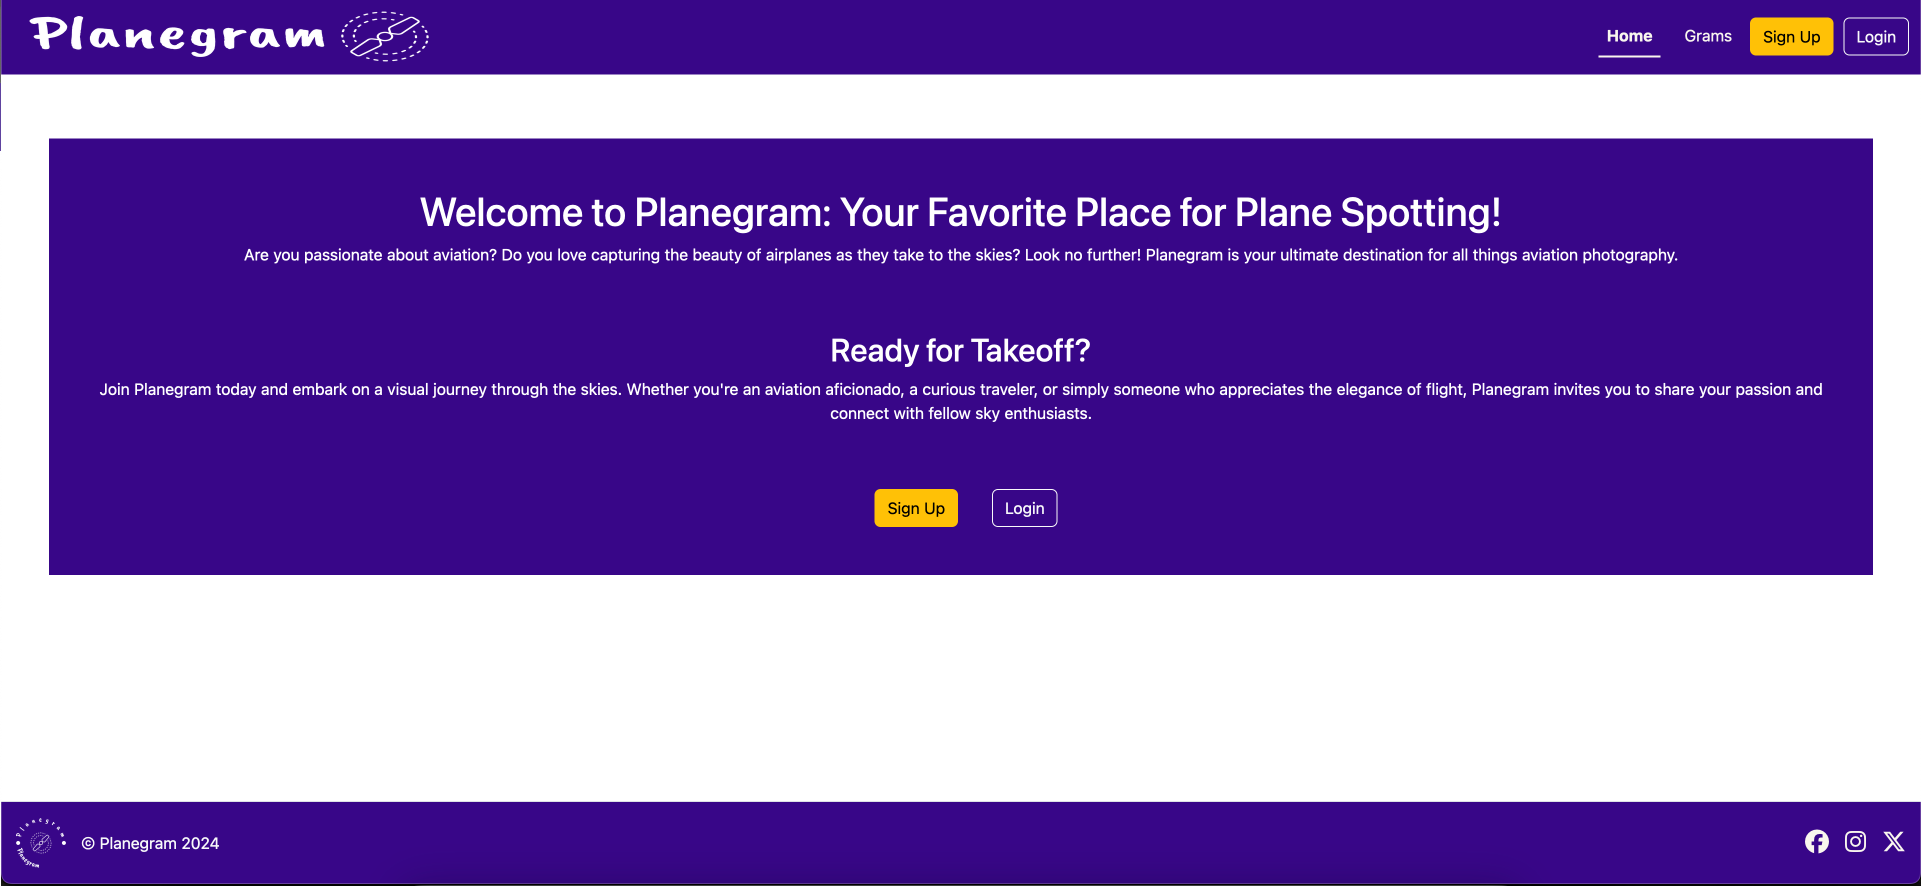 Planegram
Home
Grams
Sign Up
Login
Welcome to Planegram: Your Favorite Place for Plane Spotting!
Are you passionate about aviation? Do you love capturing the beauty of airplanes as they take to the skies? Look no further! Planegram is your ultimate destination for all things aviation photography.
Ready for Takeoff?
Join Planegram today and embark on a visual journey through the skies. Whether you're an aviation aficionado, a curious traveler, or simply someone who appreciates the elegance of flight, Planegram invites you to share your passion and
connect with fellow sky enthusiasts.
Sign Up
Login
Planegram
Planegram
© Planegram 2024